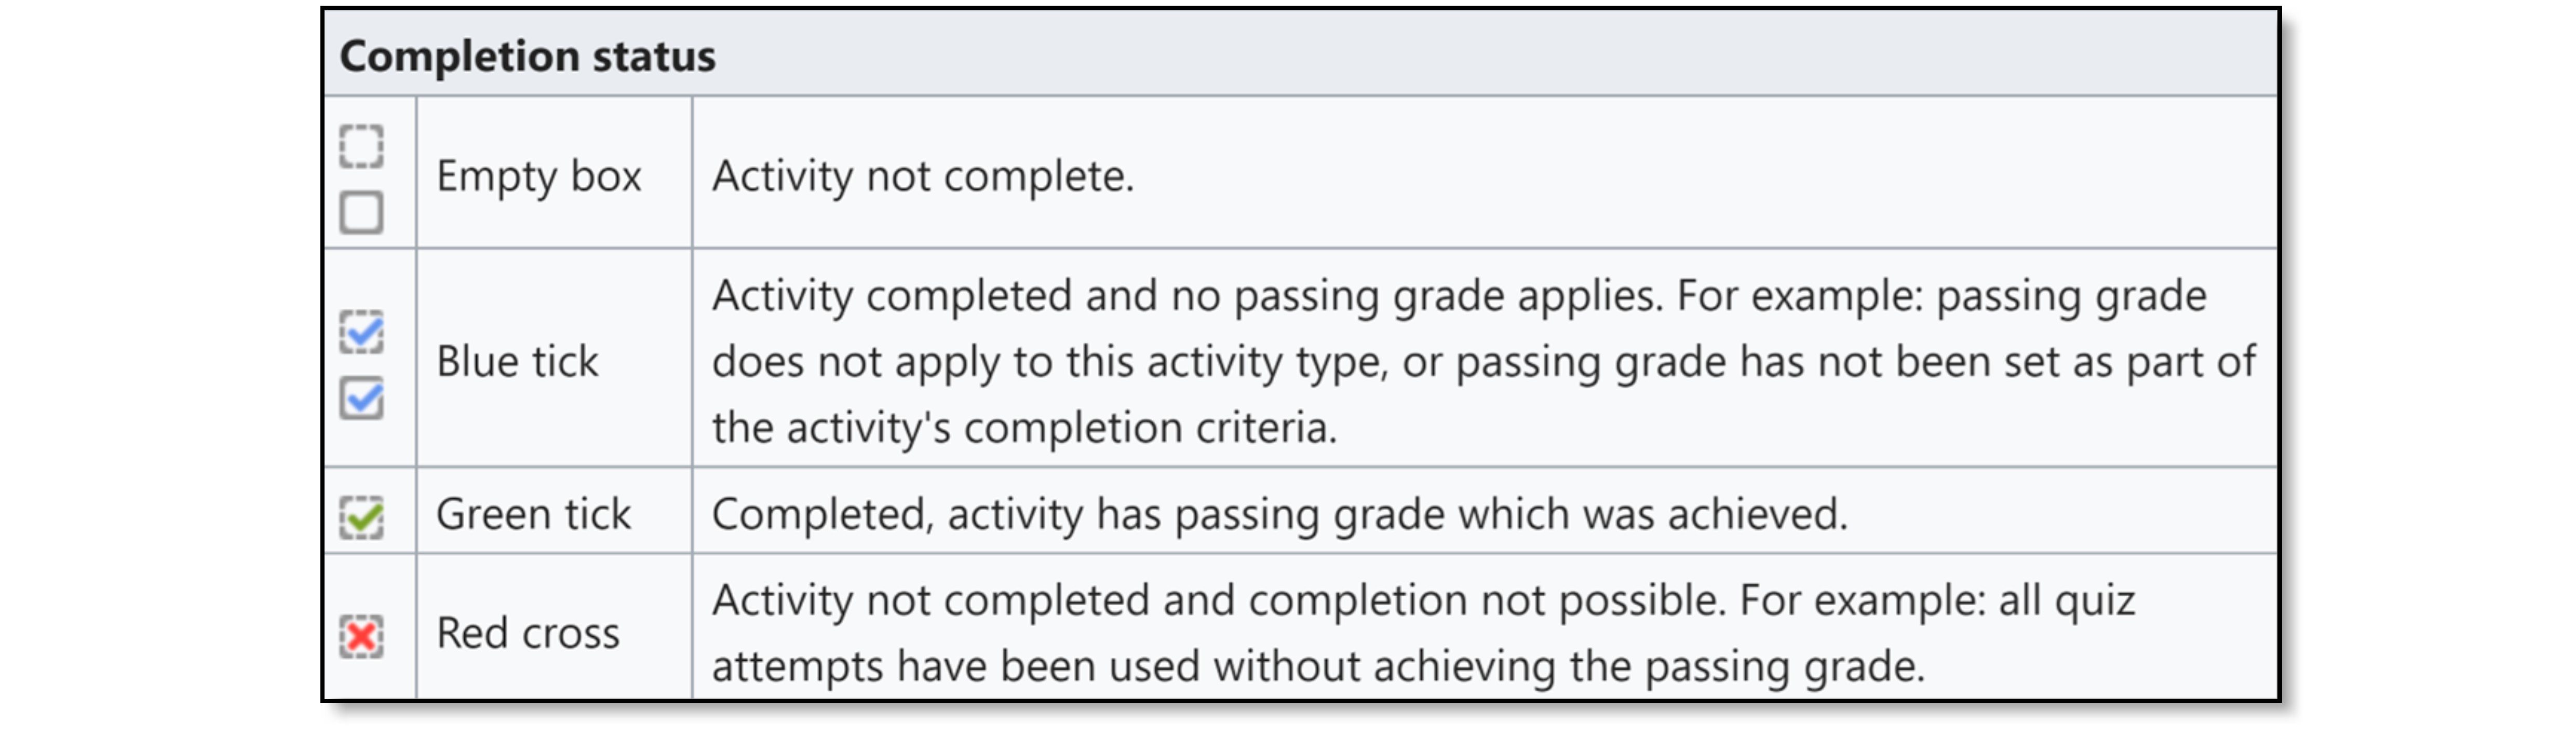 Completion status
Empty box
Activity not complete.
Blue tick
Activity completed and no passing grade applies. For example: passing grade
does not apply to this activity type, or passing grade has not been set as part of
the activity's completion criteria.
Green tick
Completed, activity has passing grade which was achieved.
Red cross
Activity not completed and completion not possible. For example: all quiz
attempts have been used without achieving the passing grade.